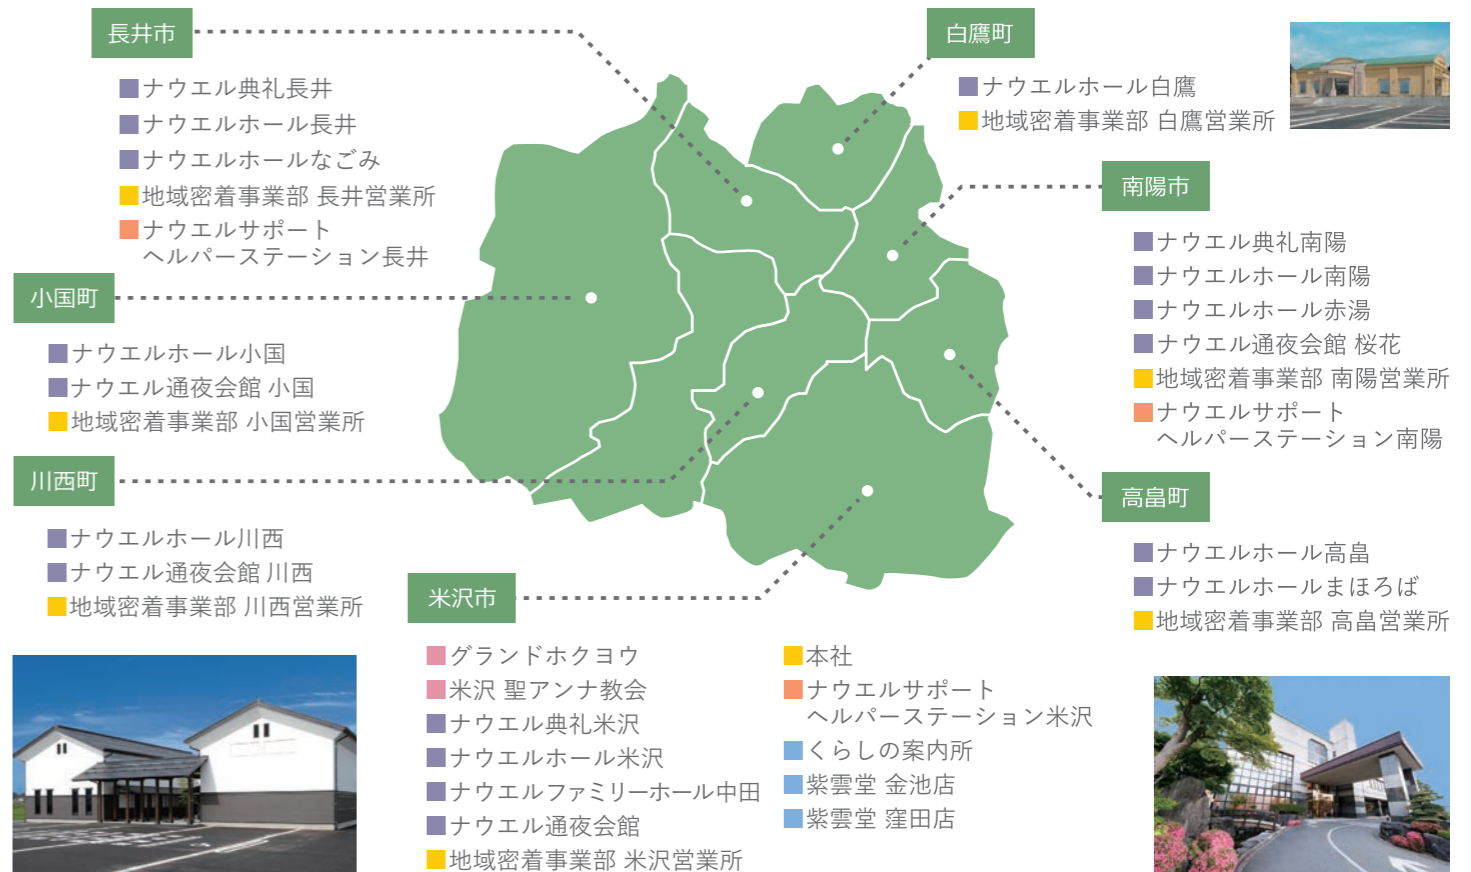 長井市
ナウエル典礼長井
ナウエルホール長井
ナウエルホールなごみ
地域密着事業部 長井営業所
ナウエルサポート
ヘルパーステーション長井
小国町
ナウエルホール小国
ナウエル通夜会館 小国
地域密着事業部 小国営業所
川西町
ナウエルホール川西
ナウエル通夜会館 川西
地域密着事業部 川西営業所
米沢市
グランドホクヨウ
米沢 聖アンナ教会
ナウエル典礼米沢
ナウエルホール米沢
ナウエルファミリーホール中田
ナウエル通夜会館
地域密着事業部 米沢営業所
本社
ナウエルサポート
ヘルパーステーション米沢
くらしの案内所
紫雲堂 金池店
紫雲堂 窪田店
白鷹町
ナウエルホール白鷹
地域密着事業部 白鷹営業所
南陽市
ナウエル典礼南陽
ナウエルホール南陽
ナウエルホール赤湯
ナウエル通夜会館 桜花
地域密着事業部 南陽営業所
ナウエルサポート
ヘルパーステーション南陽
高畠町
ナウエルホール高畠
ナウエルホールまほろば
地域密着事業部 高畠営業所